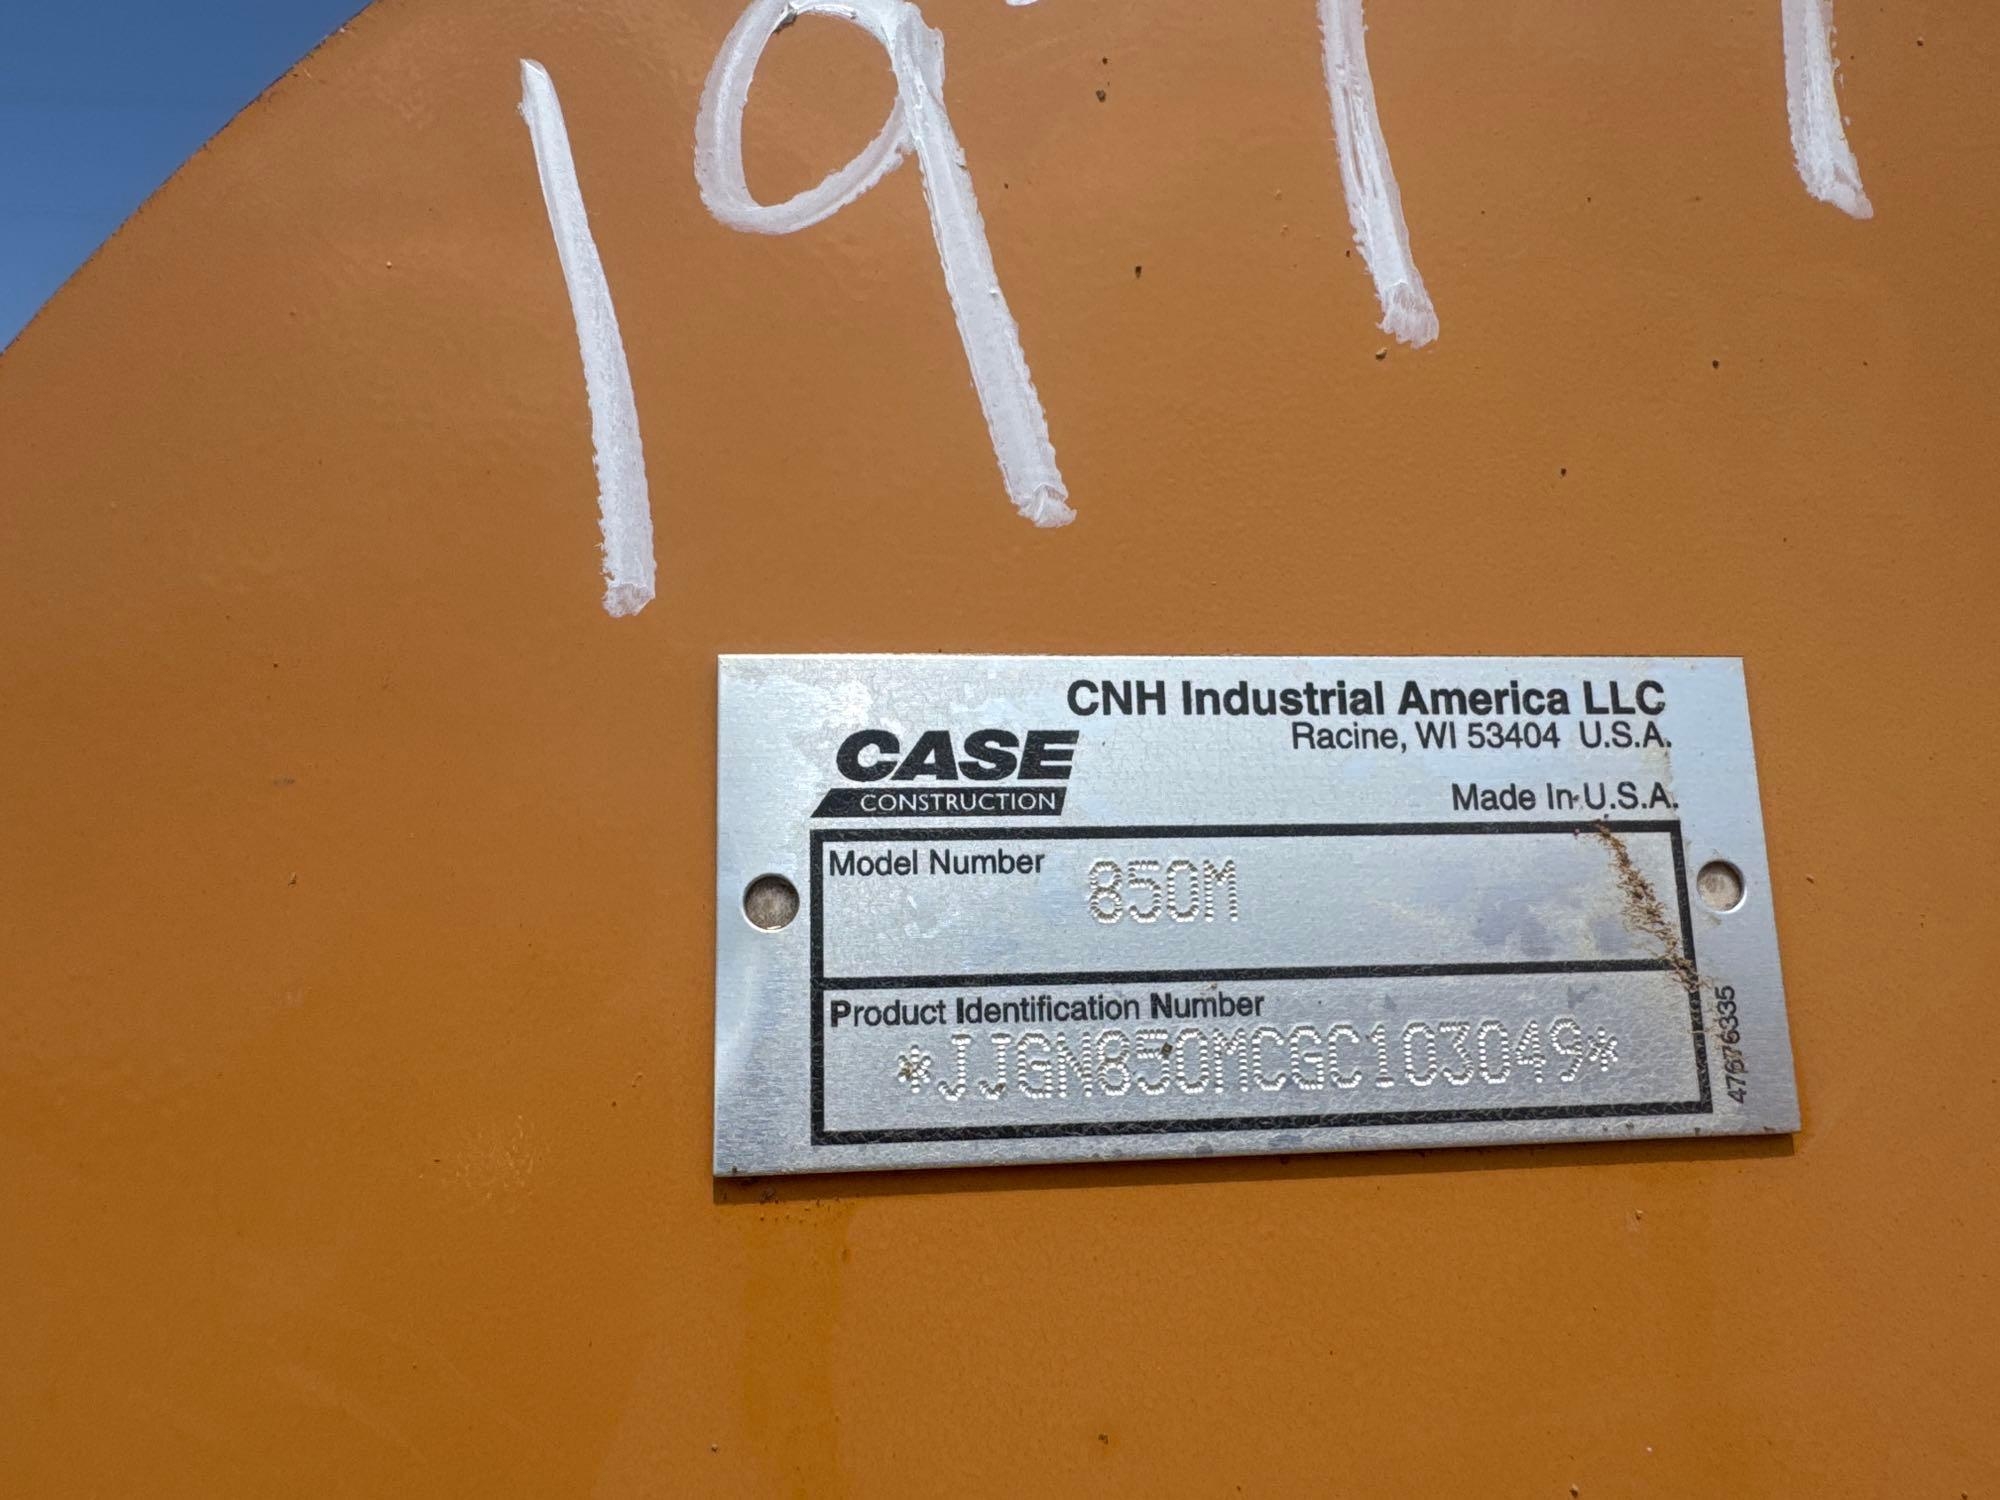 19
CNH Industrial America LLC
Racine, WI 53404 U.S.A.
CASE
CONSTRUCTION
Made In U.S.A.
Model Number 850M
Product Identification Number
*JJGN850MCGC103049*
47676335